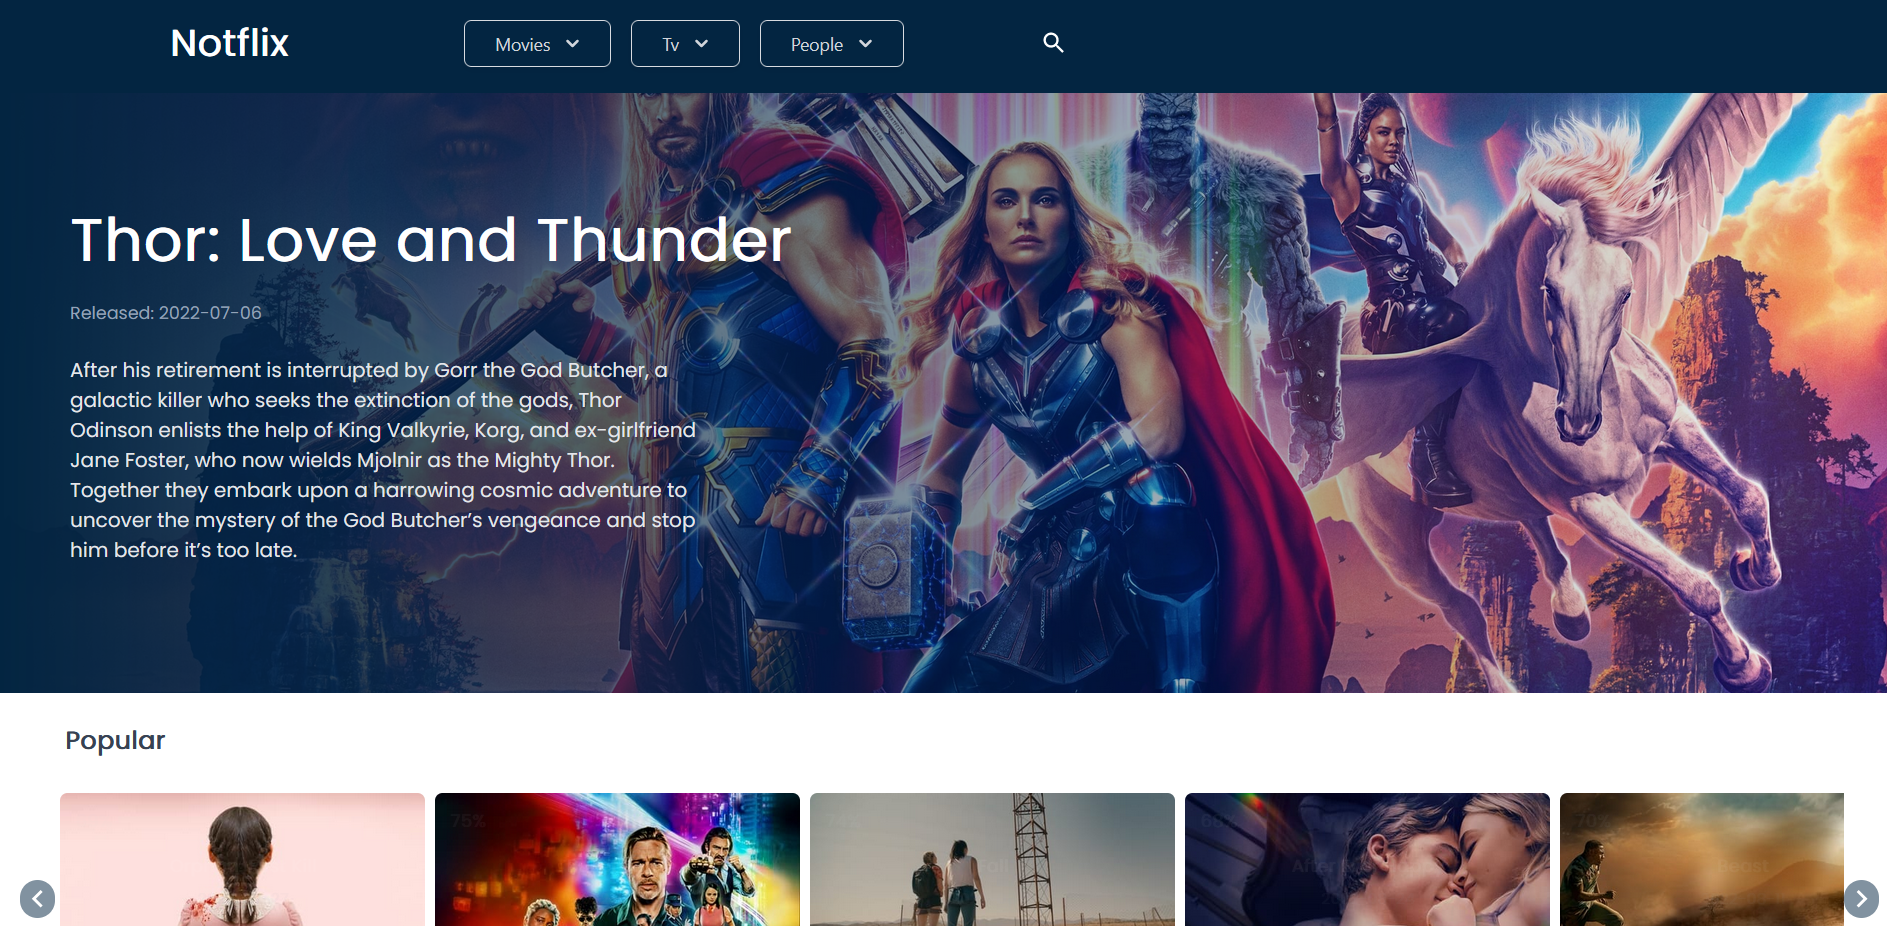 Notflix
Movies
Tv
People
Thor: Love and Thunder
Released: 2022-07-06
After his retirement is interrupted by Gorr the God Butcher, a
galactic killer who seeks the extinction of the gods, Thor
Odinson enlists the help of King Valkyrie, Korg, and ex-girlfriend
Jane Foster, who now wields Mjolnir as the Mighty Thor.
Together they embark upon a harrowing cosmic adventure to
uncover the mystery of the God Butcher’s vengeance and stop
him before it’s too late.
Popular
75%
Fall
After
Beast